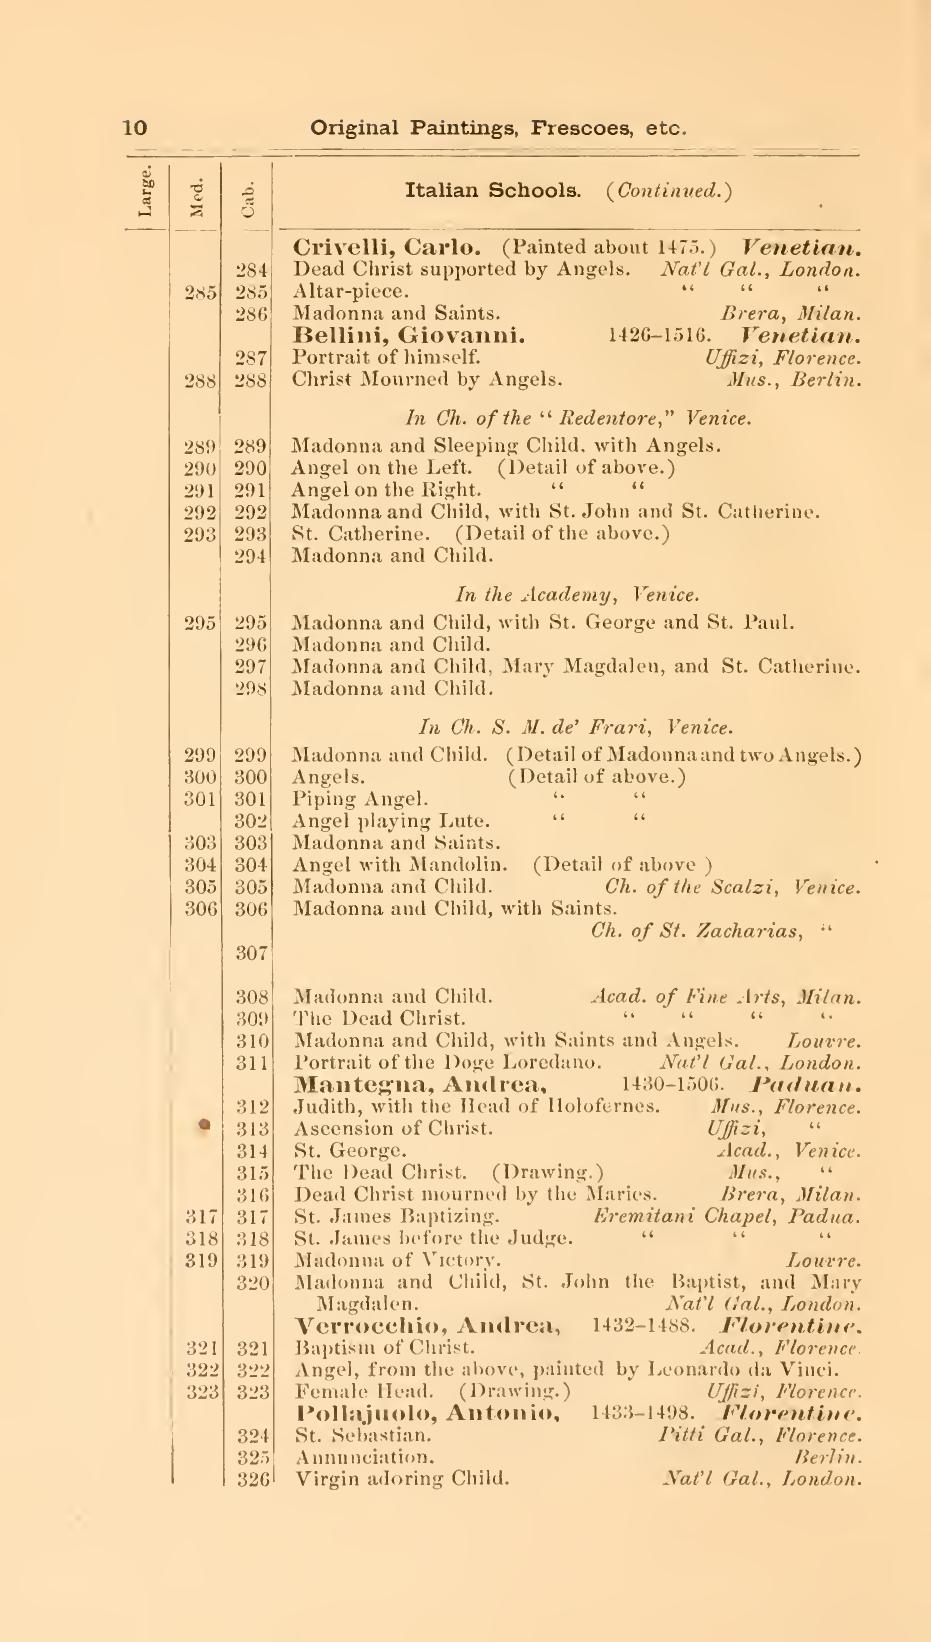 10 Original Paintings, Frescoes, etc.
Large. Med. Cab. Italian Schools. (Continued.)
Crivelli, Carlo. (Painted about 1475.) Venetian.
284 Dead Christ supported by Angels. Nat'l Gal., London.
285 285 Altar-piece. " " "
286 Madonna and Saints. Brera, Milan.
Bellini, Giovanni. 1426-1516. Venetian.
287 Portrait of himself. Uffizi, Florence.
288 288 Christ Mourned by Angels. Mus., Berlin.
In Ch. of the "Redentore," Venice.
289 289 Madonna and Sleeping Child, with Angels.
290 290 Angel on the Left. (Detail of above.)
291 291 Angel on the Right. " "
292 292 Madonna and Child, with St. John and St. Catherine.
293 293 St. Catherine. (Detail of the above.)
294 Madonna and Child.
In the Academy, Venice.
295 295 Madonna and Child, with St. George and St. Paul.
296 Madonna and Child.
297 Madonna and Child, Mary Magdalen, and St. Catherine.
298 Madonna and Child.
In Ch. S. M. de' Frari, Venice.
299 299 Madonna and Child. (Detail of Madonna and two Angels.)
300 300 Angels. (Detail of above.)
301 301 Piping Angel. " "
302 Angel playing Lute. " "
303 303 Madonna and Saints.
304 304 Angel with Mandolin. (Detail of above )
305 305 Madonna and Child. Ch. of the Scalzi, Venice.
306 306 Madonna and Child, with Saints.
Ch. of St. Zacharias, "
307
308 Madonna and Child. Acad. of Fine Arts, Milan.
309 The Dead Christ. " " " "
310 Madonna and Child, with Saints and Angels. Louvre.
311 Portrait of the Doge Loredano. Nat'l Gal., London.
Mantegna, Andrea, 1430-1506. Paduan.
312 Judith, with the Head of Holofernes. Mus., Florence.
313 Ascension of Christ. Uffizi, "
314 St. George. Acad., Venice.
315 The Dead Christ. (Drawing.) Mus., "
316 Dead Christ mourned by the Maries. Brera, Milan.
317 317 St. James Baptizing. Eremitani Chapel, Padua.
318 318 St. James before the Judge. " " "
319 319 Madonna of Victory. Louvre.
320 Madonna and Child, St. John the Baptist, and Mary
Magdalen. Nat'l Gal., London.
Verrocchio, Andrea, 1432-1488. Florentine.
321 321 Baptism of Christ. Acad., Florence.
322 322 Angel, from the above, painted by Leonardo da Vinci.
323 323 Female Head. (Drawing.) Uffizi, Florence.
Pollajuolo, Antonio, 1433-1498. Florentine.
324 St. Sebastian. Pitti Gal., Florence.
325 Annunciation. Berlin.
326 Virgin adoring Child. Nat'l Gal., London.